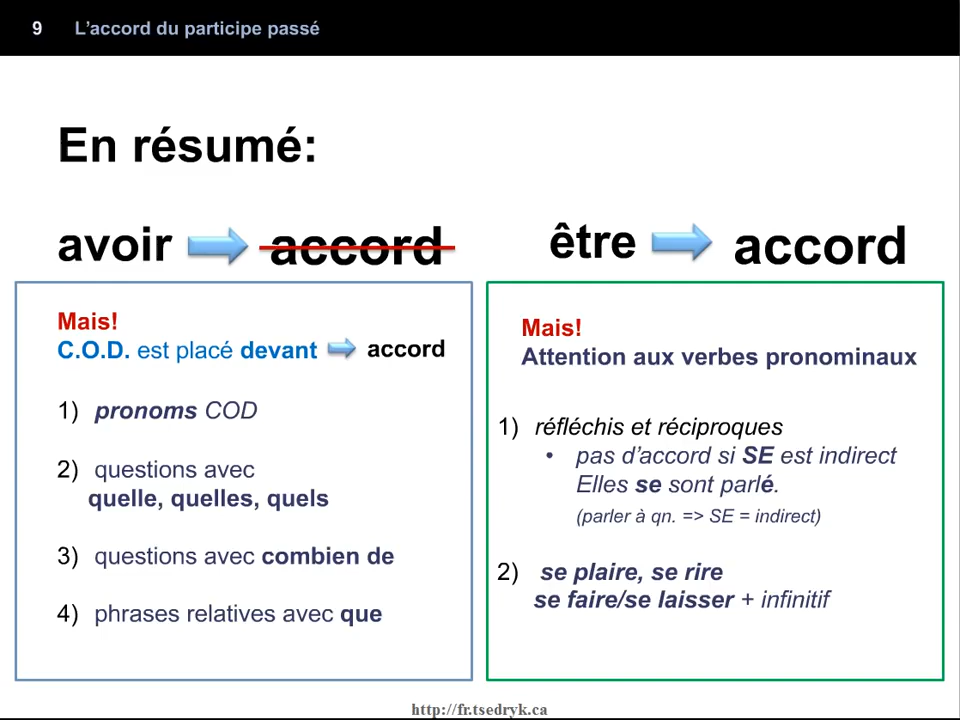 9 L'accord du participe passé
En résumé:
avoir accord
être accord
Mais!
C.O.D. est placé devant accord
1) pronoms COD
2) questions avec
quelle, quelles, quels
3) questions avec combien de
4) phrases relatives avec que
Mais!
Attention aux verbes pronominaux
1) réfléchis et réciproques
• pas d'accord si SE est indirect
Elles se sont parlé.
(parler à qn. => SE = indirect)
2) se plaire, se rire
se faire/se laisser + infinitif
http://fr.tsedryk.ca